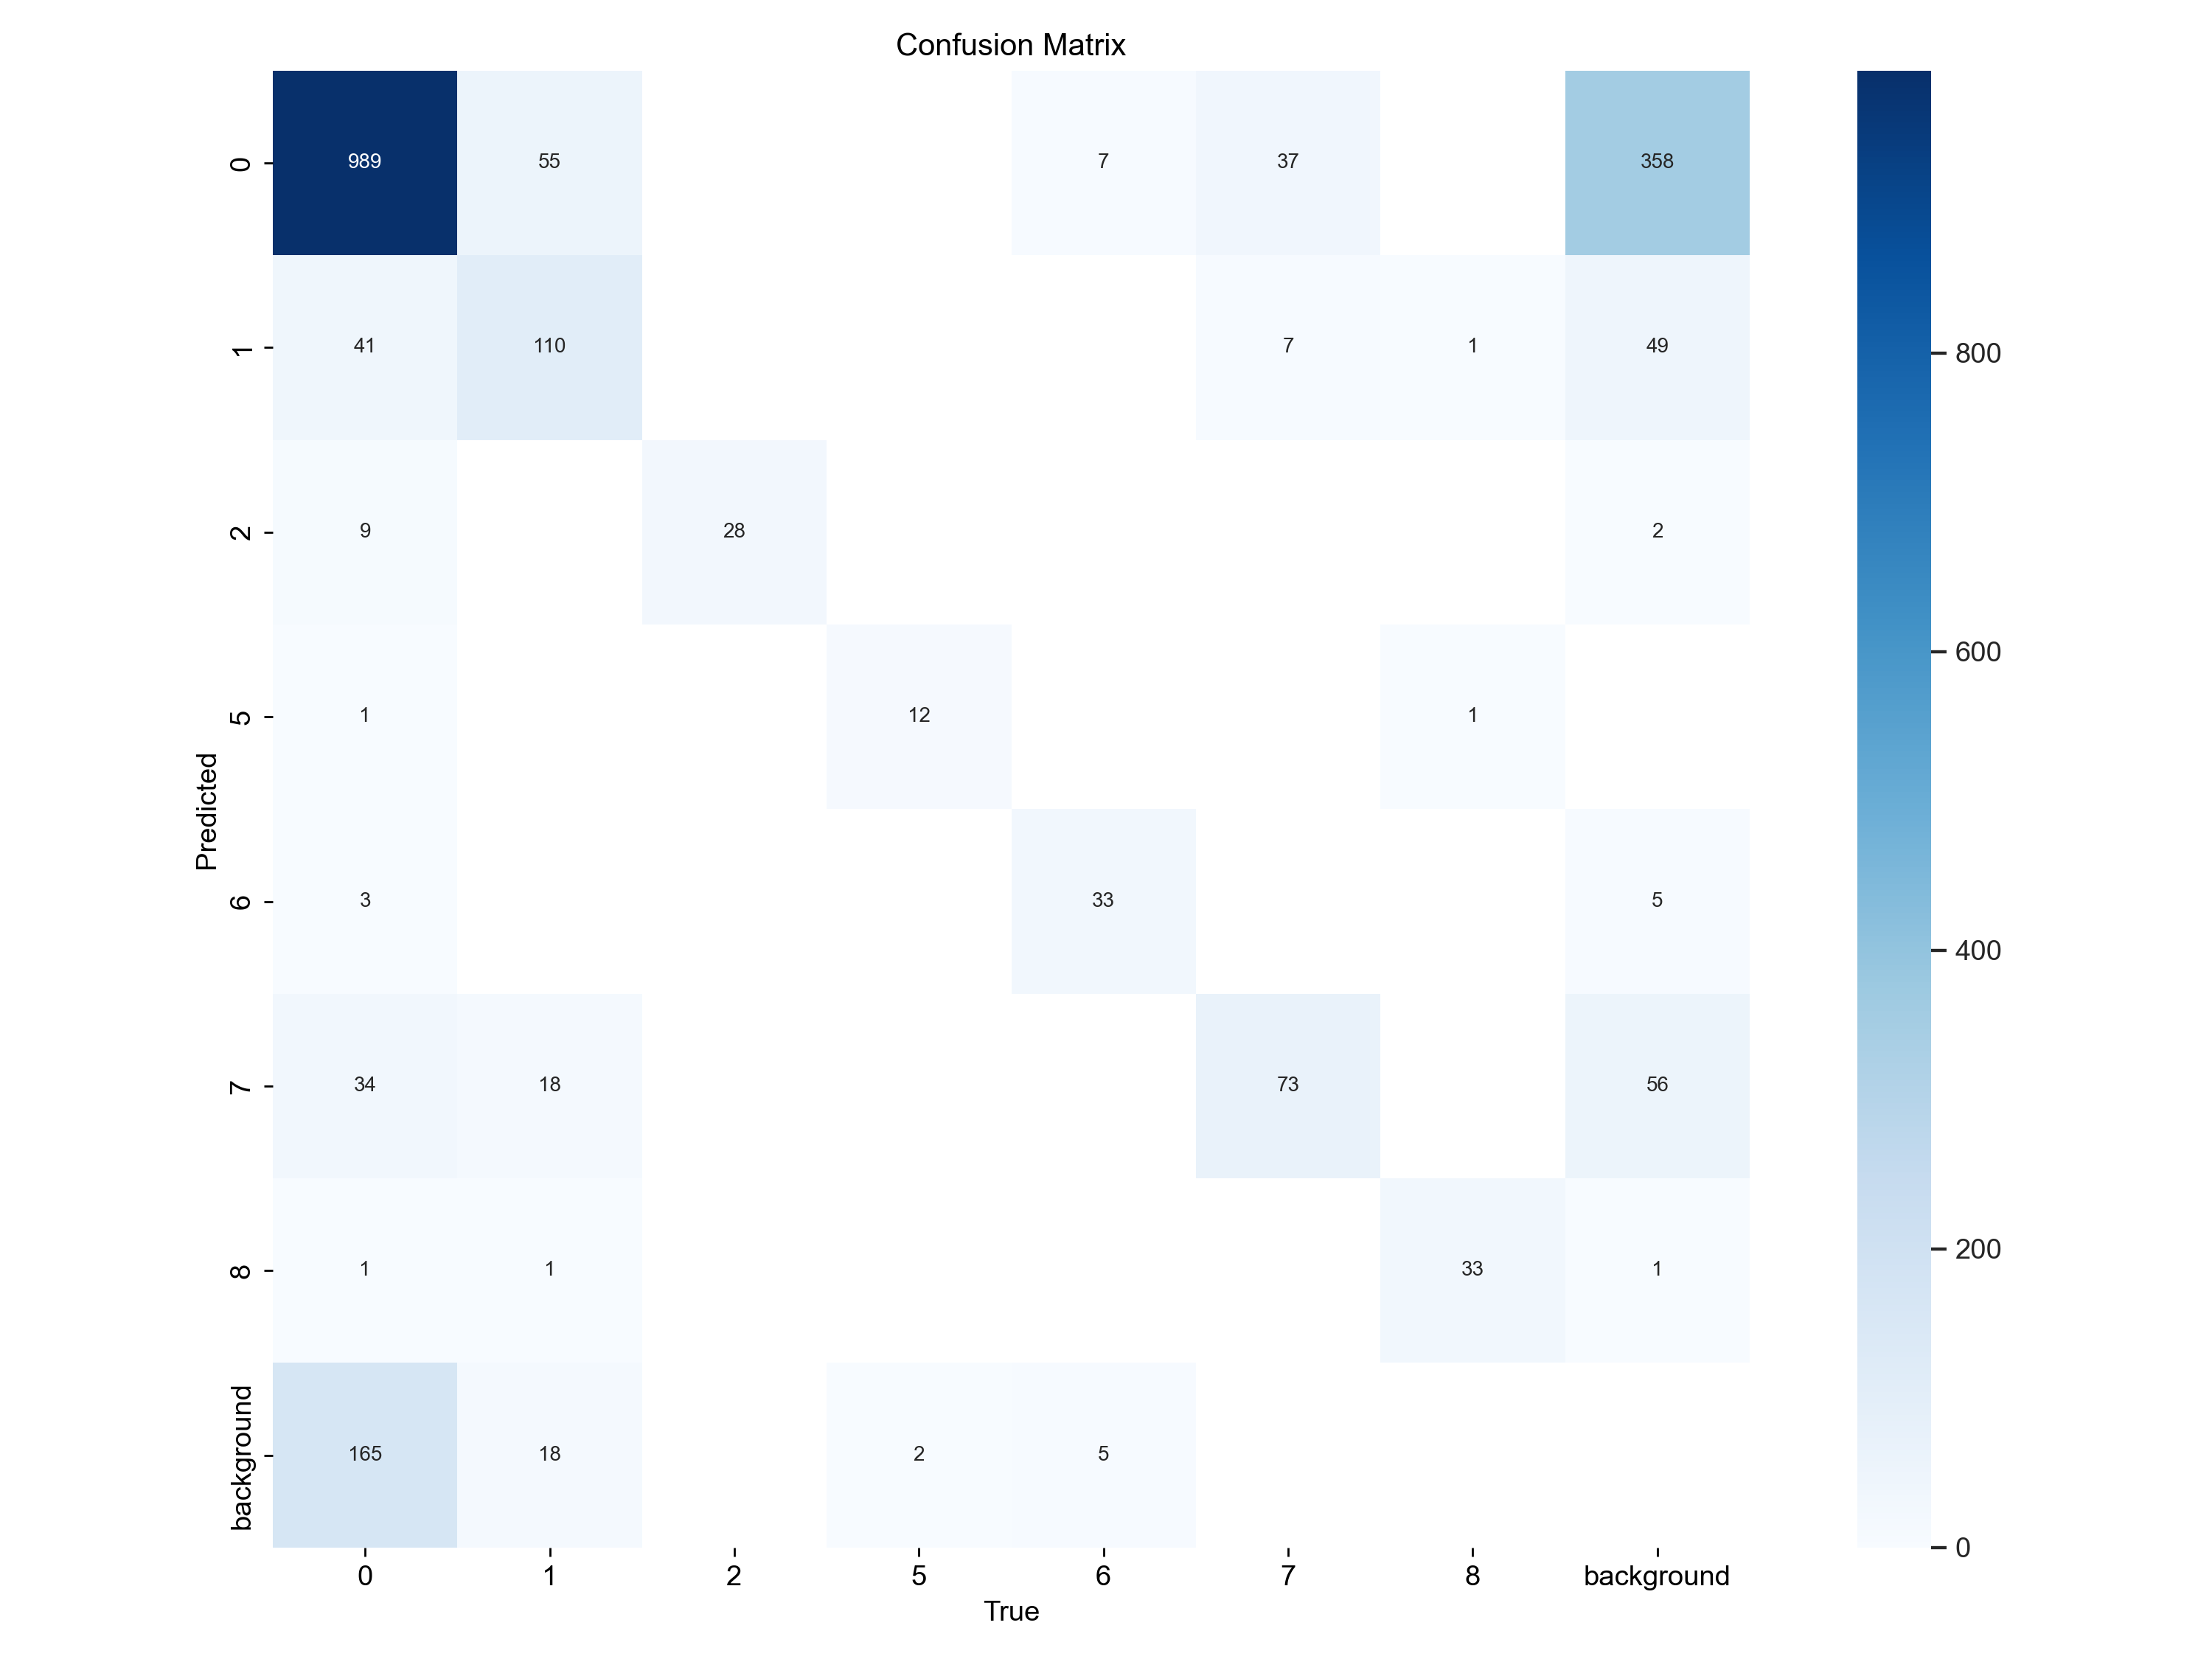 Confusion Matrix
0 989 55 7 37 358
1 41 110 7 1 49
2 9 28 2
5 1 12 1
6 3 33 5
7 34 18 73 56
8 1 1 33 1
background 165 18 2 5
0 1 2 5 6 7 8 background
True
Predicted
800
600
400
200
0